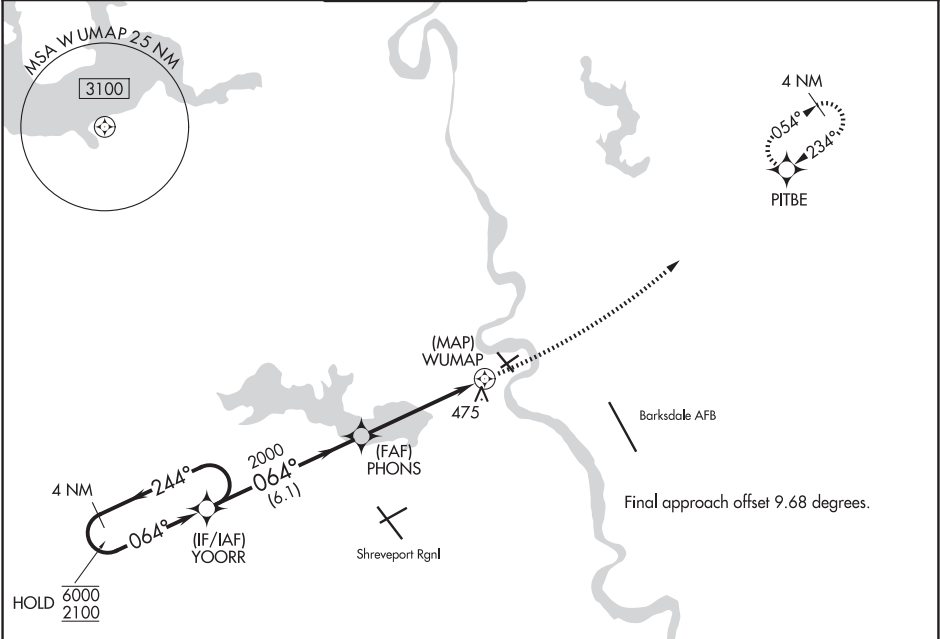 MSA WUMAP 25 NM
3100
4 NM
054°
234°
PITBE
(MAP)
WUMAP
475
Barksdale AFB
(FAF)
PHONS
2000
064°
(6.1)
Final approach offset 9.68 degrees.
4 NM
244°
064°
(IF/IAF)
YOORR
Shreveport Rgnl
HOLD 6000
2100